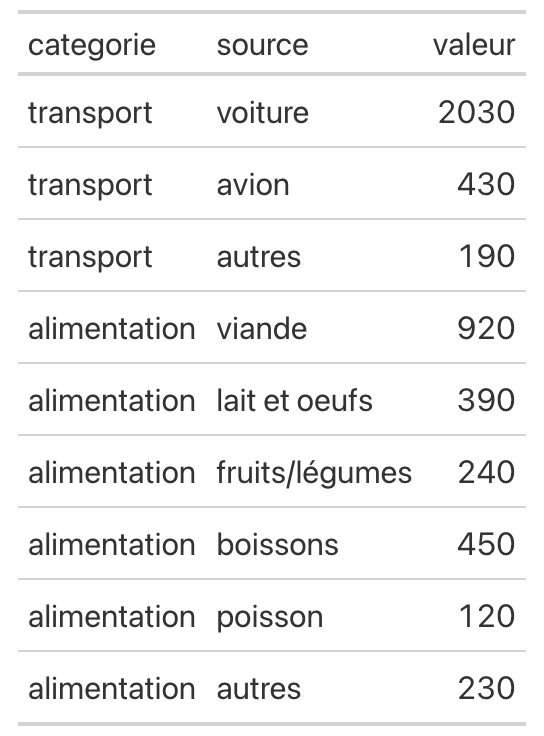 categorie source valeur
transport voiture 2030
transport avion 430
transport autres 190
alimentation viande 920
alimentation lait et oeufs 390
alimentation fruits/légumes 240
alimentation boissons 450
alimentation poisson 120
alimentation autres 230